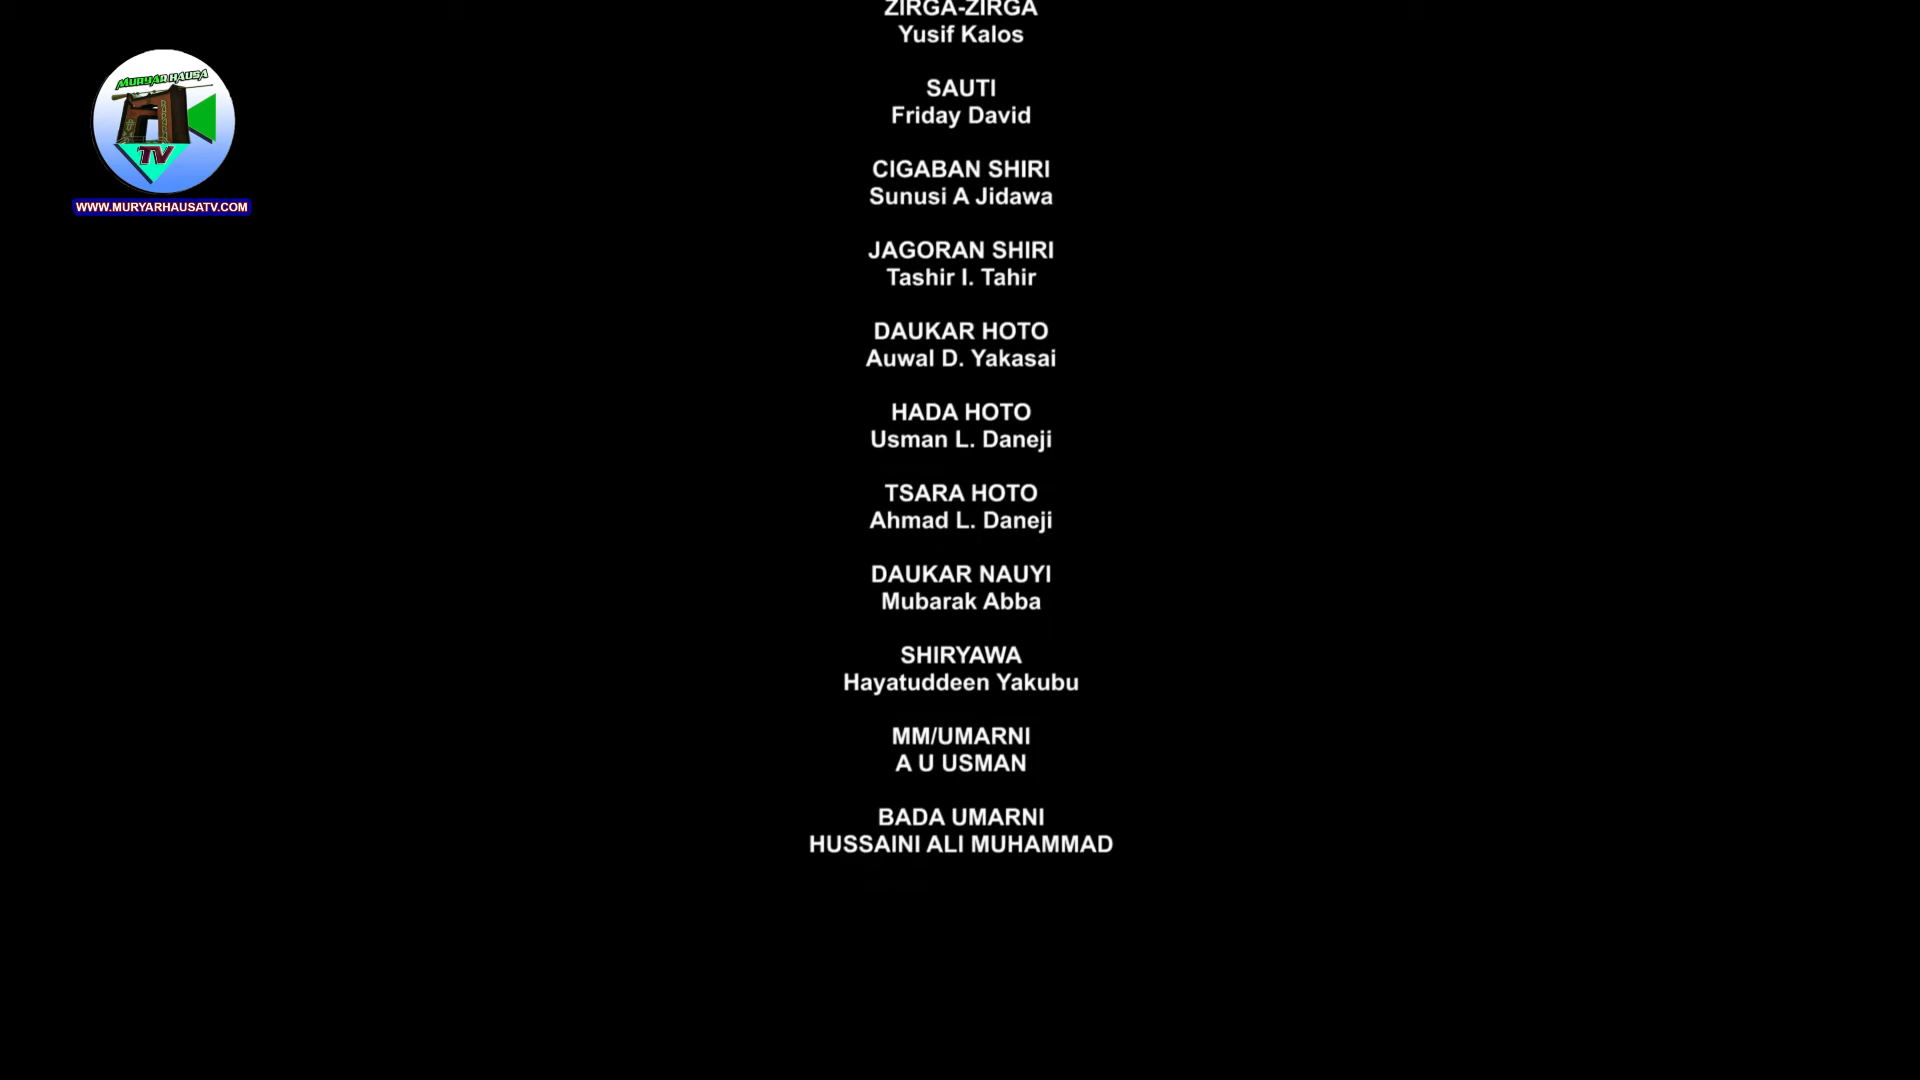 ZIRGA-ZIRGA
Yusif Kalos
MURYAR HAUSA
TV
WWW.MURYARHAUSATV.COM
SAUTI
Friday David
CIGABAN SHIRI
Sunusi A Jidawa
JAGORAN SHIRI
Tashir I. Tahir
DAUKAR HOTO
Auwal D. Yakasai
HADA HOTO
Usman L. Daneji
TSARA HOTO
Ahmad L. Daneji
DAUKAR NAUYI
Mubarak Abba
SHIRYAWA
Hayatuddeen Yakubu
MM/UMARNI
A U USMAN
BADA UMARNI
HUSSAINI ALI MUHAMMAD